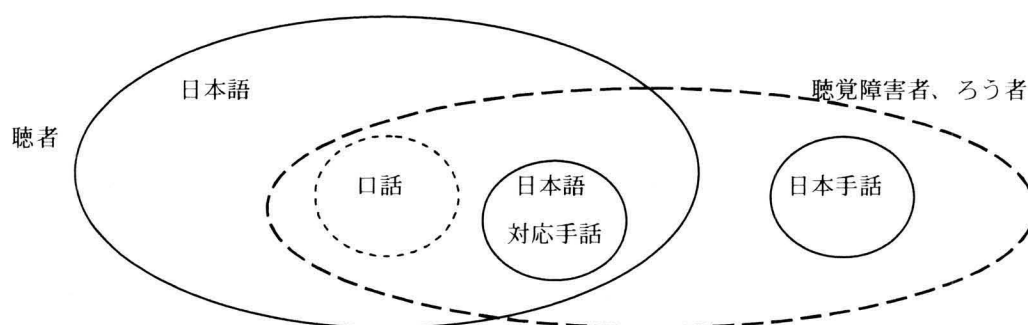 日本語
聴覚障害者、ろう者
聴者
口話
日本語
対応手話
日本手話